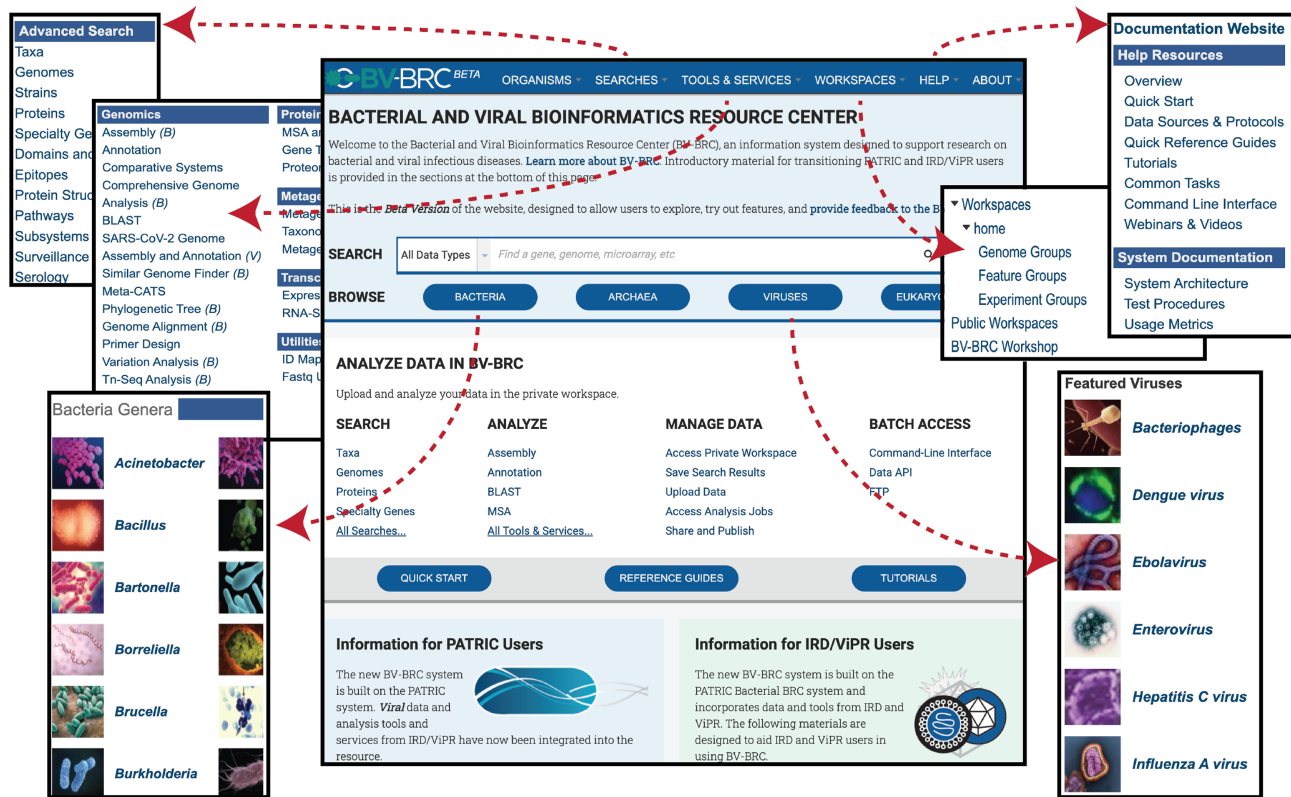 Advanced Search
Taxa
Genomes
Strains
Proteins
Specialty Ge
Domains and
Epitopes
Protein Struc
Pathways
Subsystems
Surveillance
Serology
Genomics
Assembly (B)
Annotation
Comparative Systems
Comprehensive Genome
Analysis (B)
BLAST
SARS-CoV-2 Genome
Assembly and Annotation (V)
Similar Genome Finder (B)
Meta-CATS
Phylogenetic Tree (B)
Genome Alignment (B)
Primer Design
Variation Analysis (B)
Tn-Seq Analysis (B)
Protein
MSA an
Gene T
Proteom
Metage
Metage
Taxono
Metage
Transc
Expres
RNA-S
Utilities
ID Map
Fastq U
Bacteria Genera
Acinetobacter
Bacillus
Bartonella
Borreliella
Brucella
Burkholderia
BV-BRC BETA ORGANISMS SEARCHES TOOLS & SERVICES WORKSPACES HELP ABOUT
BACTERIAL AND VIRAL BIOINFORMATICS RESOURCE CENTER
Welcome to the Bacterial and Viral Bioinformatics Resource Center (BV-BRC), an information system designed to support research on
bacterial and viral infectious diseases. Learn more about BV-BRC. Introductory material for transitioning PATRIC and IRD/ViPR users
is provided in the sections at the bottom of this page.
This is the Beta Version of the website, designed to allow users to explore, try out features, and provide feedback to the B
SEARCH All Data Types Find a gene, genome, microarray, etc
BROWSE BACTERIA ARCHAEA VIRUSES EUKARYO
ANALYZE DATA IN BV-BRC
Upload and analyze your data in the private workspace.
SEARCH
Taxa
Genomes
Proteins
Specialty Genes
All Searches...
ANALYZE
Assembly
Annotation
BLAST
MSA
All Tools & Services...
MANAGE DATA
Access Private Workspace
Save Search Results
Upload Data
Access Analysis Jobs
Share and Publish
BATCH ACCESS
Command-Line Interface
Data API
FTP
QUICK START REFERENCE GUIDES TUTORIALS
Information for PATRIC Users
The new BV-BRC system
is built on the PATRIC
system. Viral data and
analysis tools and
services from IRD/ViPR have now been integrated into the
resource.
Information for IRD/ViPR Users
The new BV-BRC system is built on the
PATRIC Bacterial BRC system and
incorporates data and tools from IRD and
ViPR. The following materials are
designed to aid IRD and ViPR users in
using BV-BRC.
Workspaces
home
Genome Groups
Feature Groups
Experiment Groups
Public Workspaces
BV-BRC Workshop
Documentation Website
Help Resources
Overview
Quick Start
Data Sources & Protocols
Quick Reference Guides
Tutorials
Common Tasks
Command Line Interface
Webinars & Videos
System Documentation
System Architecture
Test Procedures
Usage Metrics
Featured Viruses
Bacteriophages
Dengue virus
Ebolavirus
Enterovirus
Hepatitis C virus
Influenza A virus